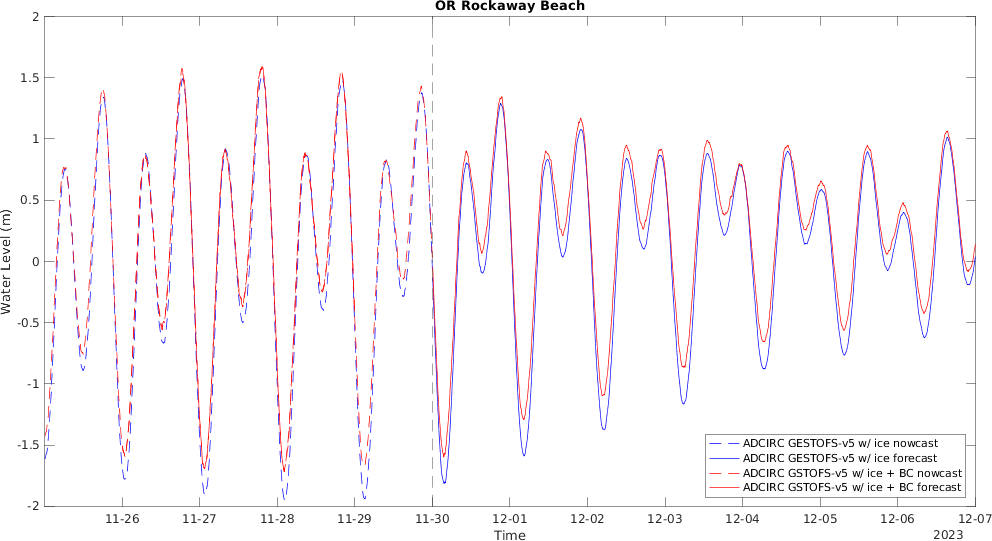 OR Rockaway Beach
2
1.5
1
0.5
0
-0.5
-1
-1.5
-2
Water Level (m)
ADCIRC GESTOFS-v5 w/ ice nowcast
ADCIRC GESTOFS-v5 w/ ice forecast
ADCIRC GSTOFS-v5 w/ ice + BC nowcast
ADCIRC GSTOFS-v5 w/ ice + BC forecast
11-26 11-27 11-28 11-29 11-30 12-01 12-02 12-03 12-04 12-05 12-06 12-07
Time
2023